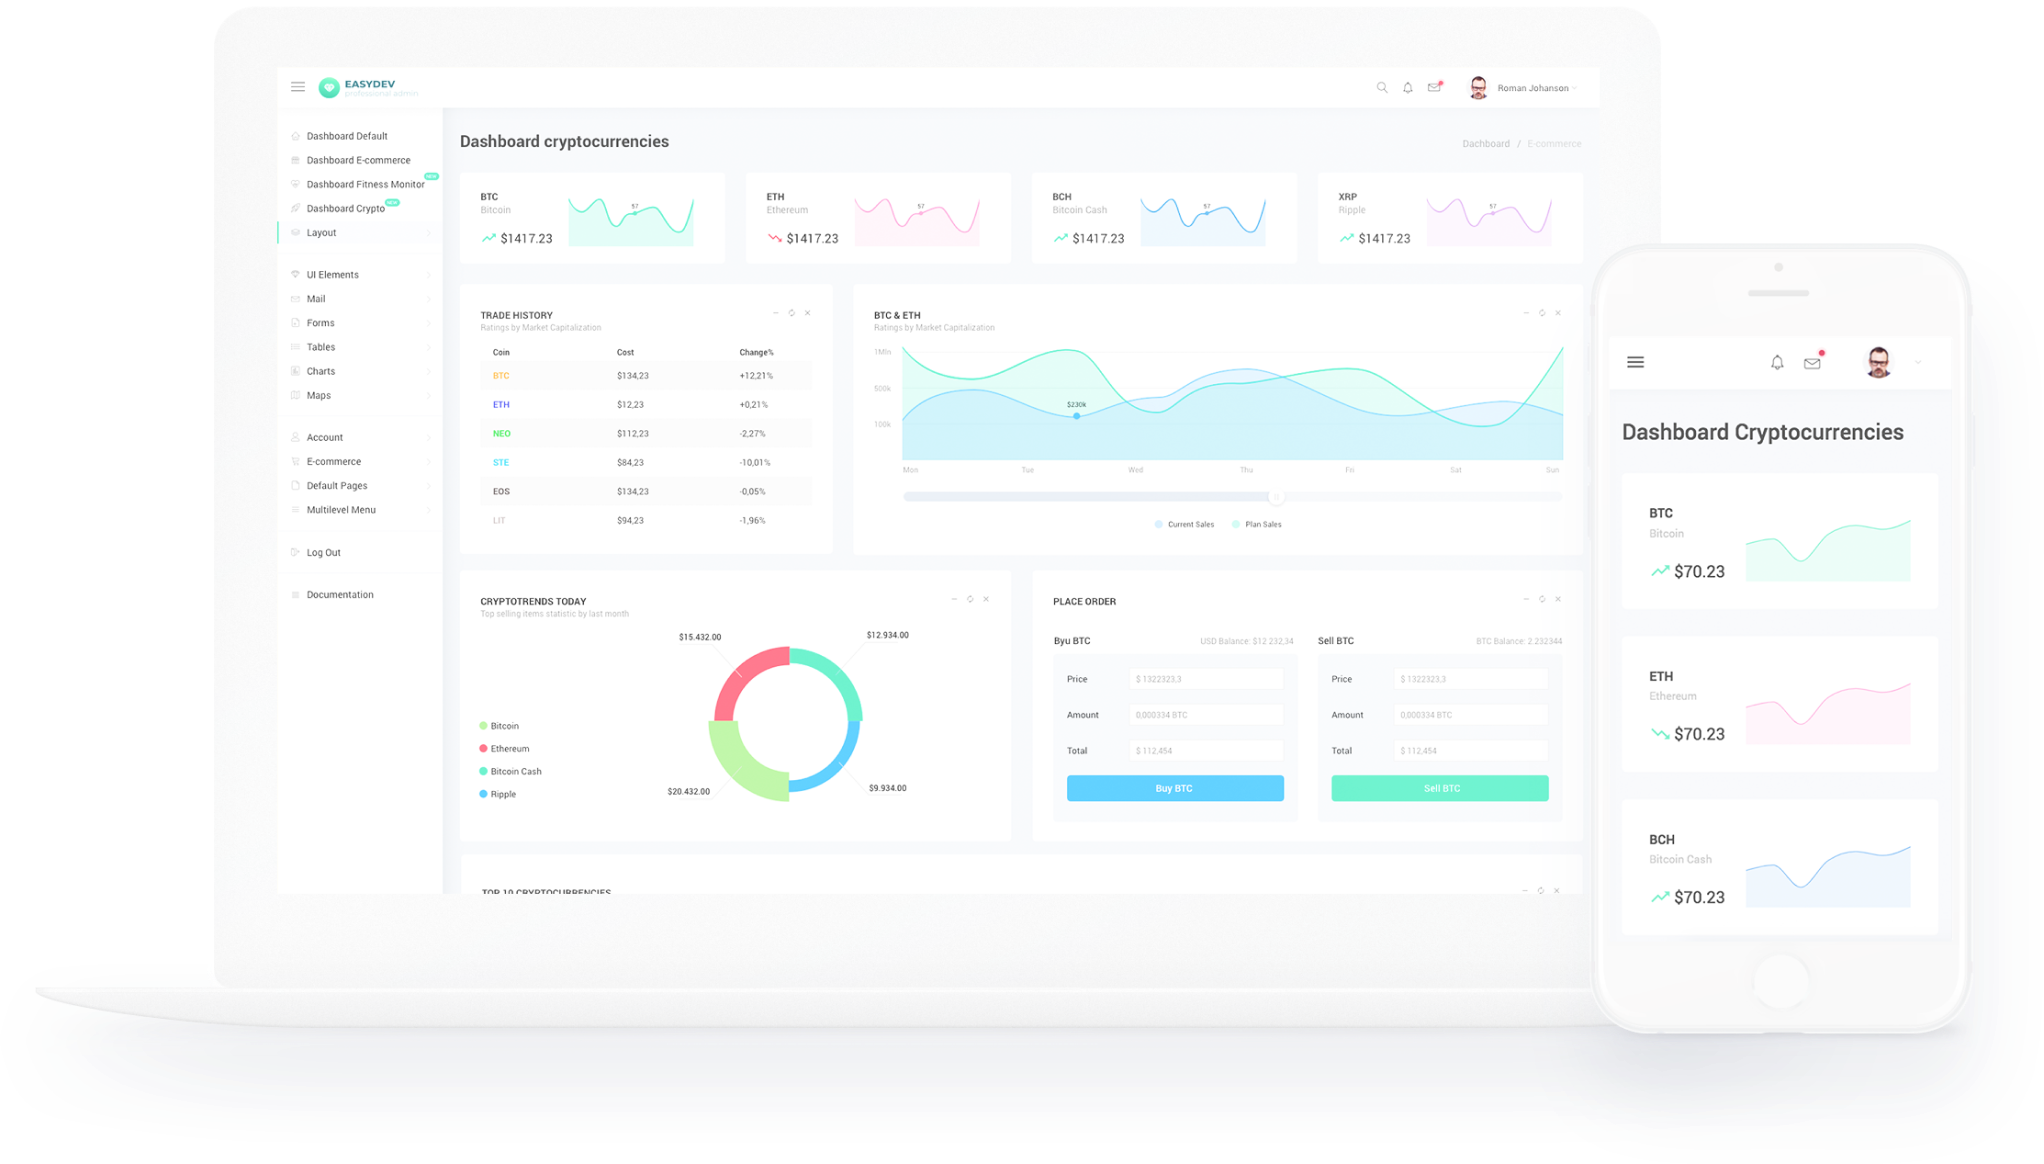 EASYDEV
professional admin
Roman Johanson
Dashboard Default
Dashboard E-commerce
NEW
Dashboard Fitness Monitor
NEW
Dashboard Crypto
Layout
UI Elements
Mail
Forms
Tables
Charts
Maps
Account
E-commerce
Default Pages
Multilevel Menu
Log Out
Documentation
Dashboard cryptocurrencies
Dachboard / E-commerce
BTC
Bitcoin
57
$1417.23
ETH
Ethereum
57
$1417.23
BCH
Bitcoin Cash
57
$1417.23
XRP
Ripple
57
$1417.23
TRADE HISTORY
Ratings by Market Capitalization
Coin Cost Change%
BTC $134,23 +12,21%
ETH $12,23 +0,21%
NEO $112,23 -2,27%
STE $84,23 -10,01%
EOS $134,23 -0,05%
LIT $94,23 -1,96%
BTC & ETH
Ratings by Market Capitalization
1Mln
500k
$230k
100k
Mon Tue Wed Thu Fri Sat Sun
Current Sales Plan Sales
CRYPTOTRENDS TODAY
Top selling items statistic by last month
$15.432.00 $12.934.00
Bitcoin
Ethereum
Bitcoin Cash
Ripple
$20.432.00 $9.934.00
PLACE ORDER
Byu BTC USD Balance: $12.232,34
Price $ 1322323,3
Amount 0,000334 BTC
Total $ 112,454
Buy BTC
Sell BTC BTC Balance: 2.232344
Price $ 1322323,3
Amount 0,000334 BTC
Total $ 112,454
Sell BTC
TOP 10 CRYPTOCURRENCIES
Dashboard Cryptocurrencies
BTC
Bitcoin
$70.23
ETH
Ethereum
$70.23
BCH
Bitcoin Cash
$70.23